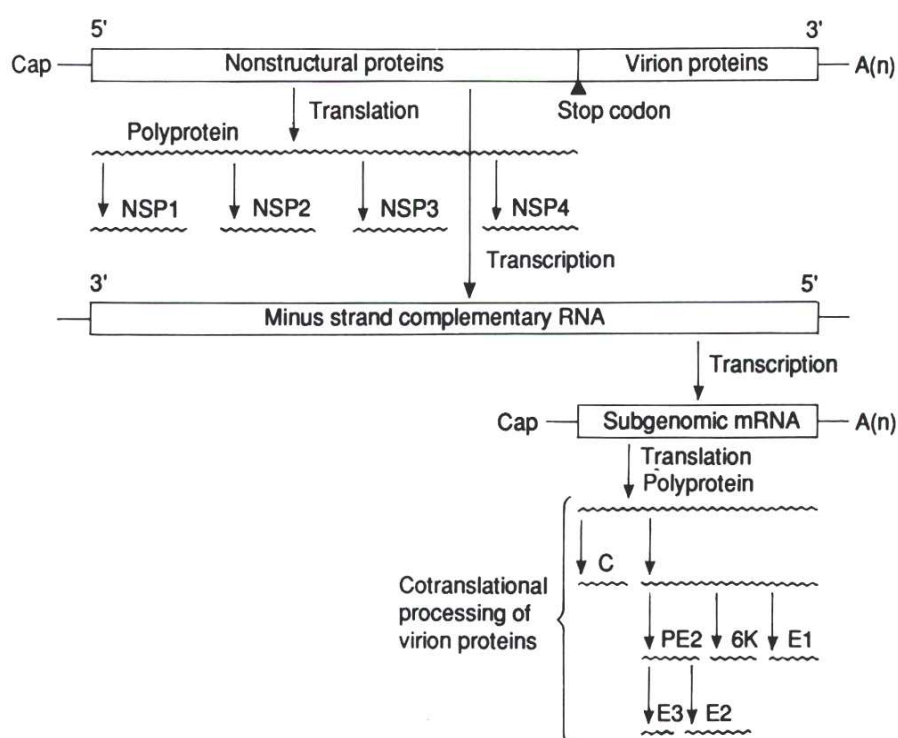 5' 3'
Cap Nonstructural proteins Virion proteins A(n)
Translation Stop codon
Polyprotein
NSP1 NSP2 NSP3 NSP4
Transcription
3' 5'
Minus strand complementary RNA
Transcription
Cap Subgenomic mRNA A(n)
Translation
Polyprotein
C
Cotranslational
processing of
virion proteins
PE2 6K E1
E3 E2